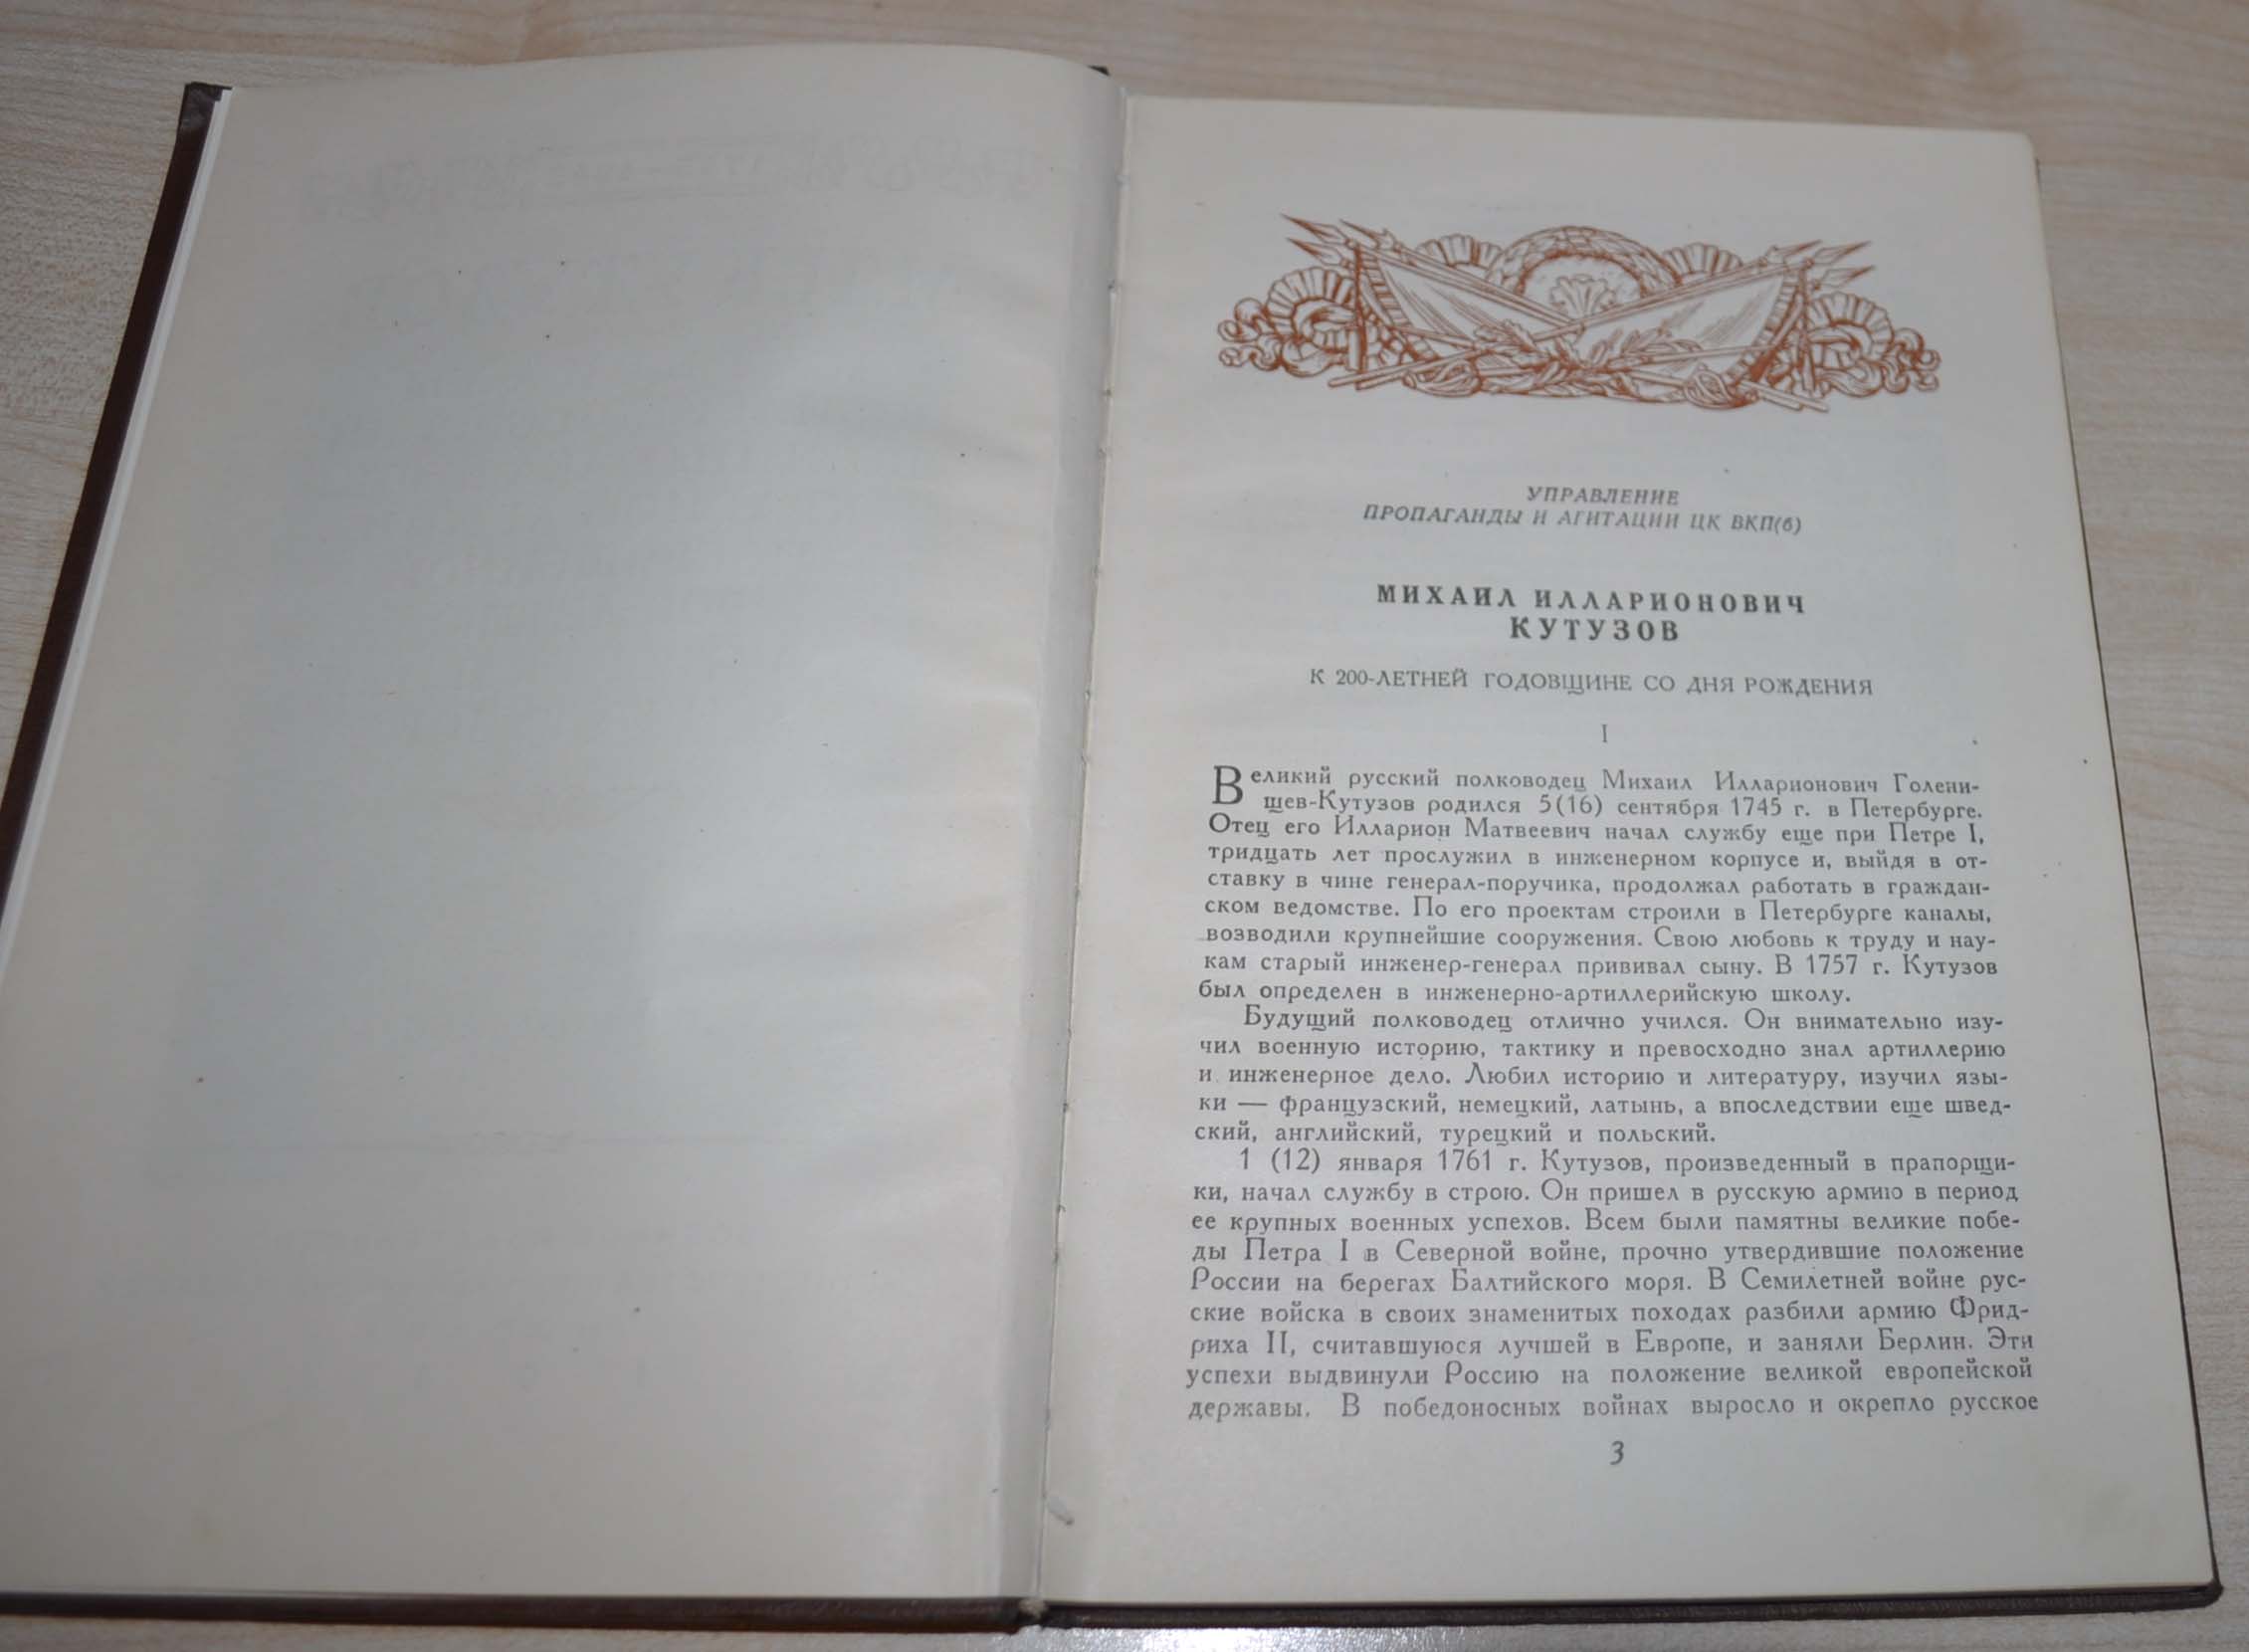 УПРАВЛЕНИЕ
ПРОПАГАНДЫ И АГИТАЦИИ ЦК ВКП(б)
МИХАИЛ ИЛЛАРИОНОВИЧ
КУТУЗОВ
К 200-ЛЕТНЕЙ ГОДОВЩИНЕ СО ДНЯ РОЖДЕНИЯ
I
Великий русский полководец Михаил Илларионович Голени-
щев-Кутузов родился 5(16) сентября 1745 г. в Петербурге.
Отец его Илларион Матвеевич начал службу еще при Петре I,
тридцать лет прослужил в инженерном корпусе и, выйдя в от-
ставку в чине генерал-поручика, продолжал работать в граждан-
ском ведомстве. По его проектам строили в Петербурге каналы,
возводили крупнейшие сооружения. Свою любовь к труду и нау-
кам старый инженер-генерал прививал сыну. В 1757 г. Кутузов
был определен в инженерно-артиллерийскую школу.
Будущий полководец отлично учился. Он внимательно изу-
чил военную историю, тактику и превосходно знал артиллерию
и инженерное дело. Любил историю и литературу, изучил язы-
ки — французский, немецкий, латынь, а впоследствии еще швед-
ский, английский, турецкий и польский.
1 (12) января 1761 г. Кутузов, произведенный в прапорщи-
ки, начал службу в строю. Он пришел в русскую армию в период
ее крупных военных успехов. Всем были памятны великие побе-
ды Петра I в Северной войне, прочно утвердившие положение
России на берегах Балтийского моря. В Семилетней войне рус-
ские войска в своих знаменитых походах разбили армию Фрид-
риха II, считавшуюся лучшей в Европе, и заняли Берлин. Эти
успехи выдвинули Россию на положение великой европейской
державы. В победоносных войнах выросло и окрепло русское
3